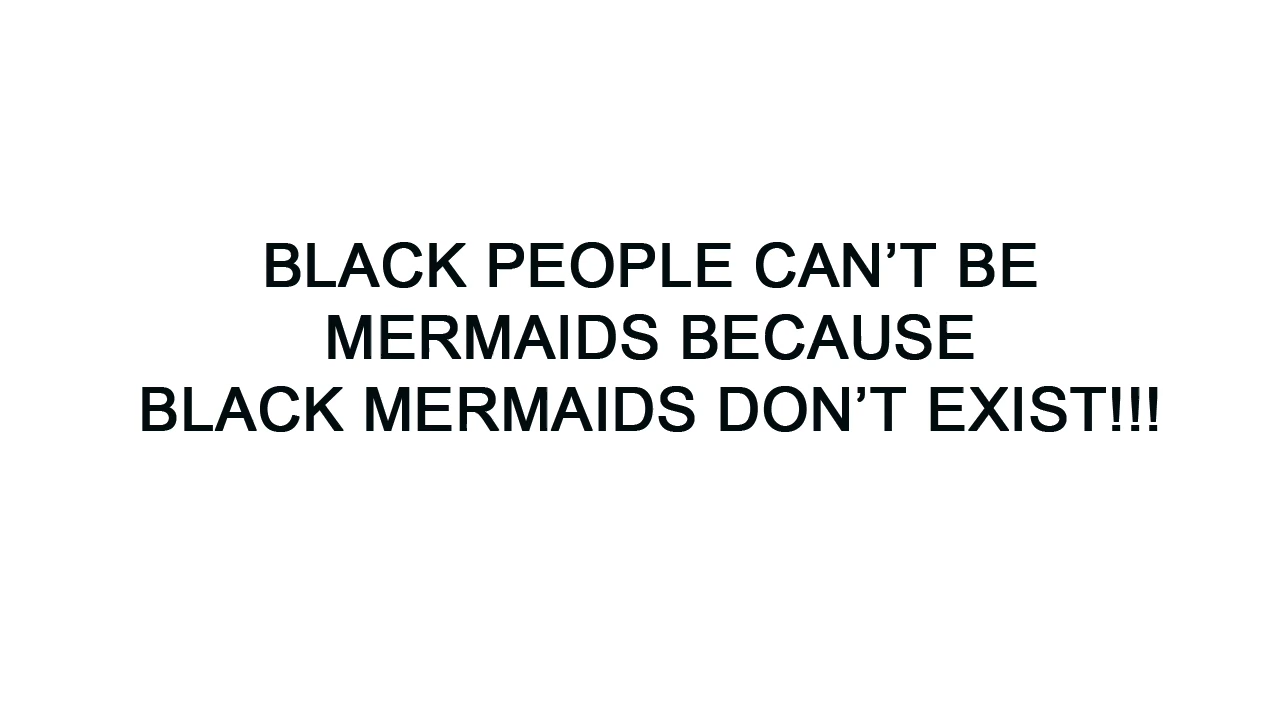 BLACK PEOPLE CAN’T BE
MERMAIDS BECAUSE
BLACK MERMAIDS DON’T EXIST!!!